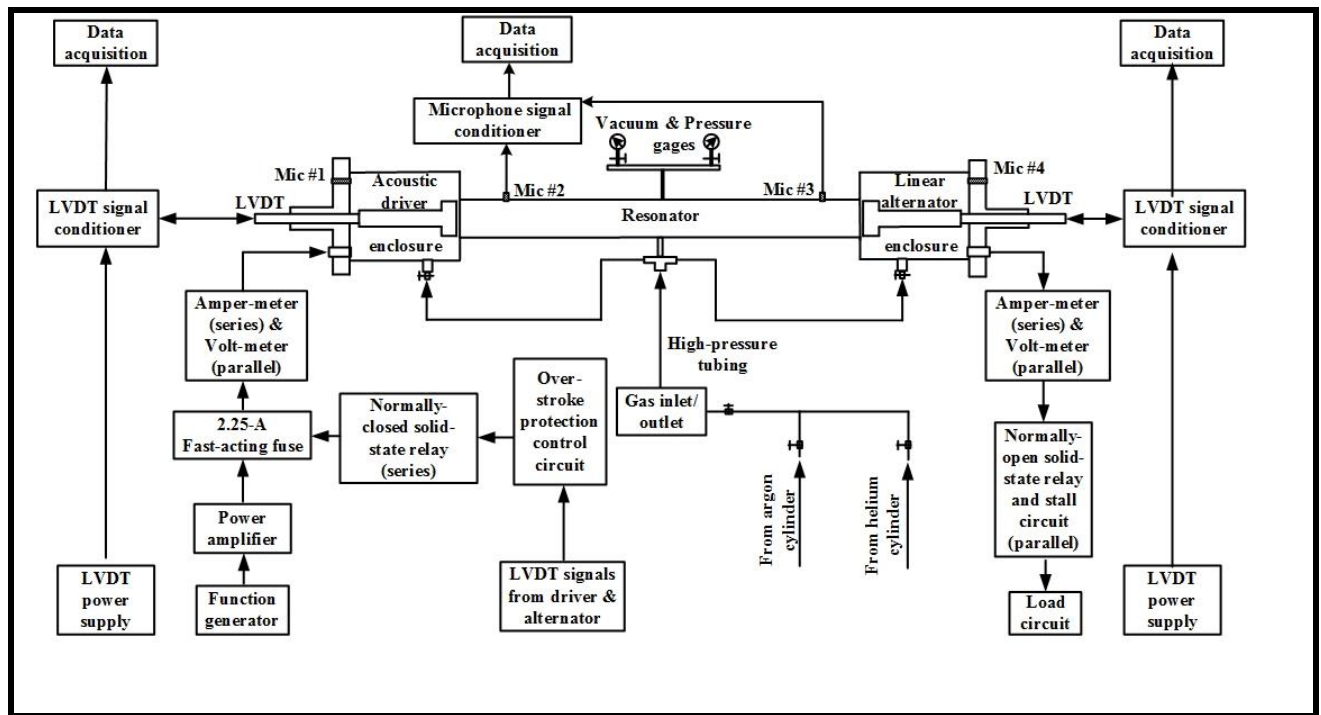 Data
acquisition
Data
acquisition
Data
acquisition
Microphone signal
conditioner
Vacuum & Pressure
gages
Mic #1
Acoustic
driver
enclosure
Mic #2
Mic #3
Resonator
Linear
alternator
enclosure
Mic #4
LVDT
LVDT
LVDT signal
conditioner
LVDT signal
conditioner
Amper-meter
(series) &
Volt-meter
(parallel)
High-pressure
tubing
Amper-meter
(series) &
Volt-meter
(parallel)
2.25-A
Fast-acting fuse
Normally-
closed solid-
state relay
(series)
Over-
stroke
protection
control
circuit
Gas inlet/
outlet
From argon
cylinder
From helium
cylinder
Normally-
open solid-
state relay
and stall
circuit
(parallel)
Power
amplifier
LVDT
power
supply
Function
generator
LVDT signals
from driver &
alternator
Load
circuit
LVDT
power
supply